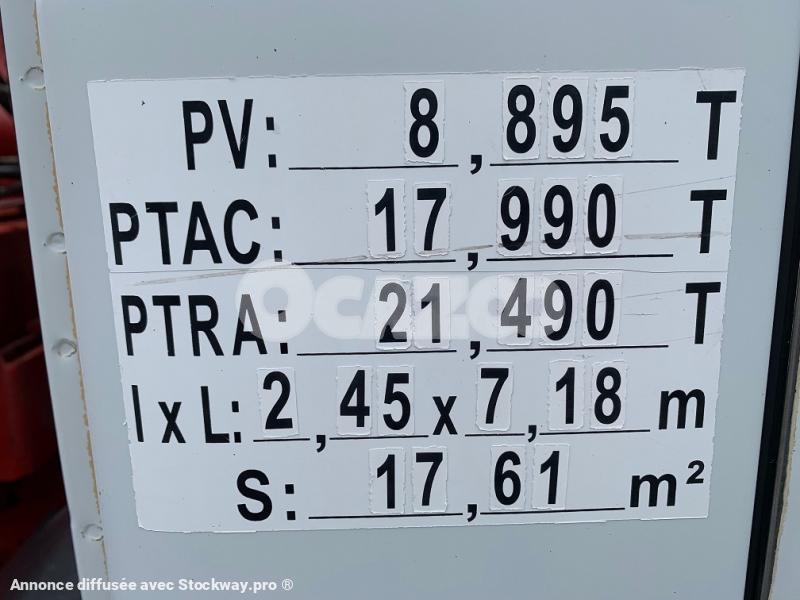 PV: 8,895 T
PTAC: 17,990 T
PTRA: 21,490 T
OCAZOO
l x L: 2,45 x 7,18 m
S: 17,61 m²
Annonce diffusée avec Stockway.pro ®